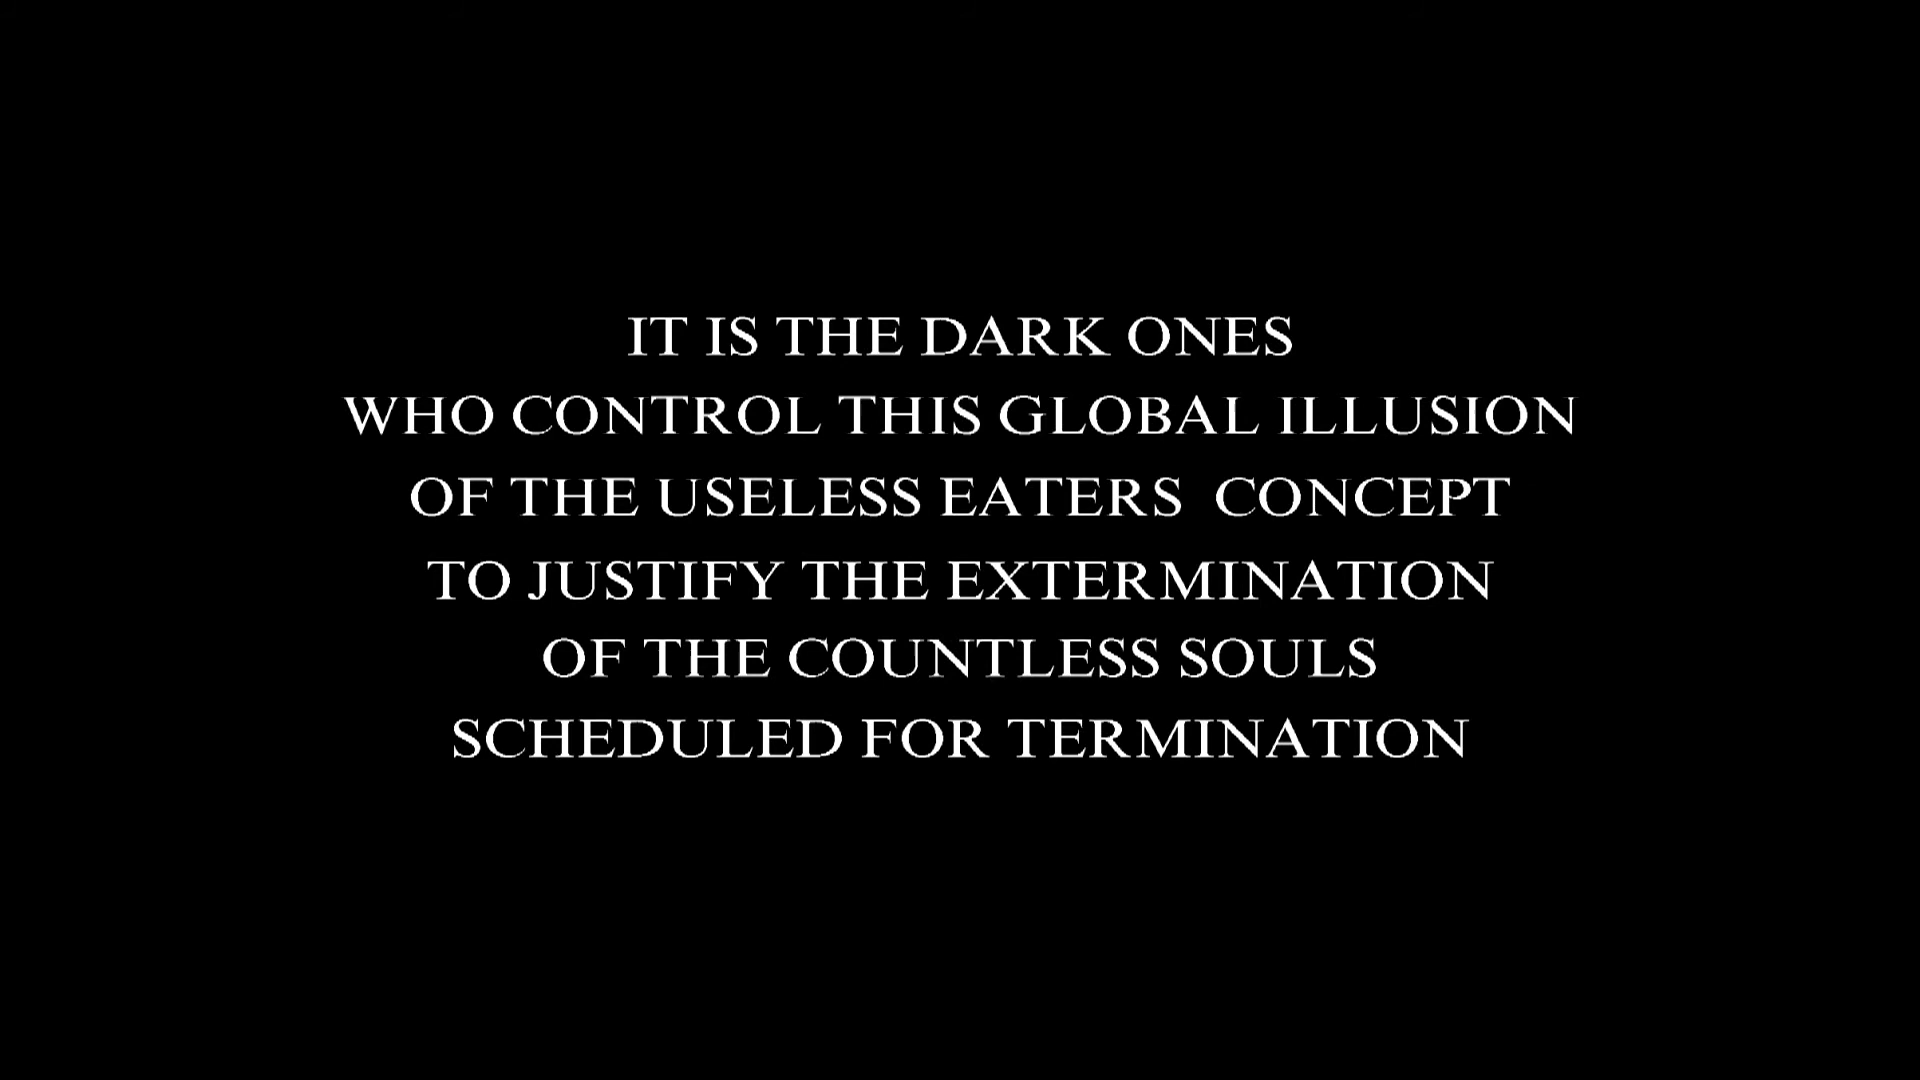 IT IS THE DARK ONES
WHO CONTROL THIS GLOBAL ILLUSION
OF THE USELESS EATERS  CONCEPT
TO JUSTIFY THE EXTERMINATION
OF THE COUNTLESS SOULS
SCHEDULED FOR TERMINATION